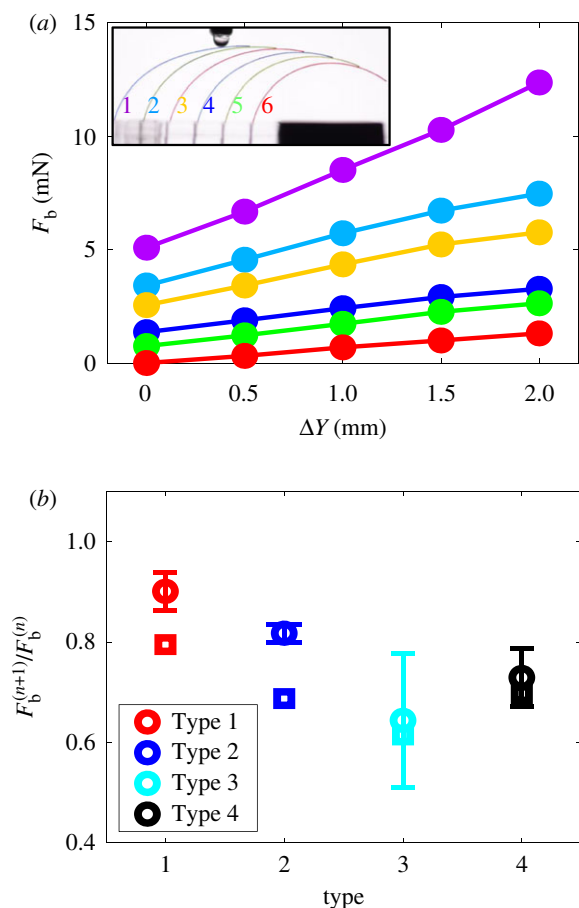 (a)
15
10
5
0
F_b (mN)
1 2 3 4 5 6
0 0.5 1.0 1.5 2.0
ΔY (mm)
(b)
1.0
0.8
0.6
0.4
F_b^(n+1)/F_b^(n)
Type 1
Type 2
Type 3
Type 4
1 2 3 4
type